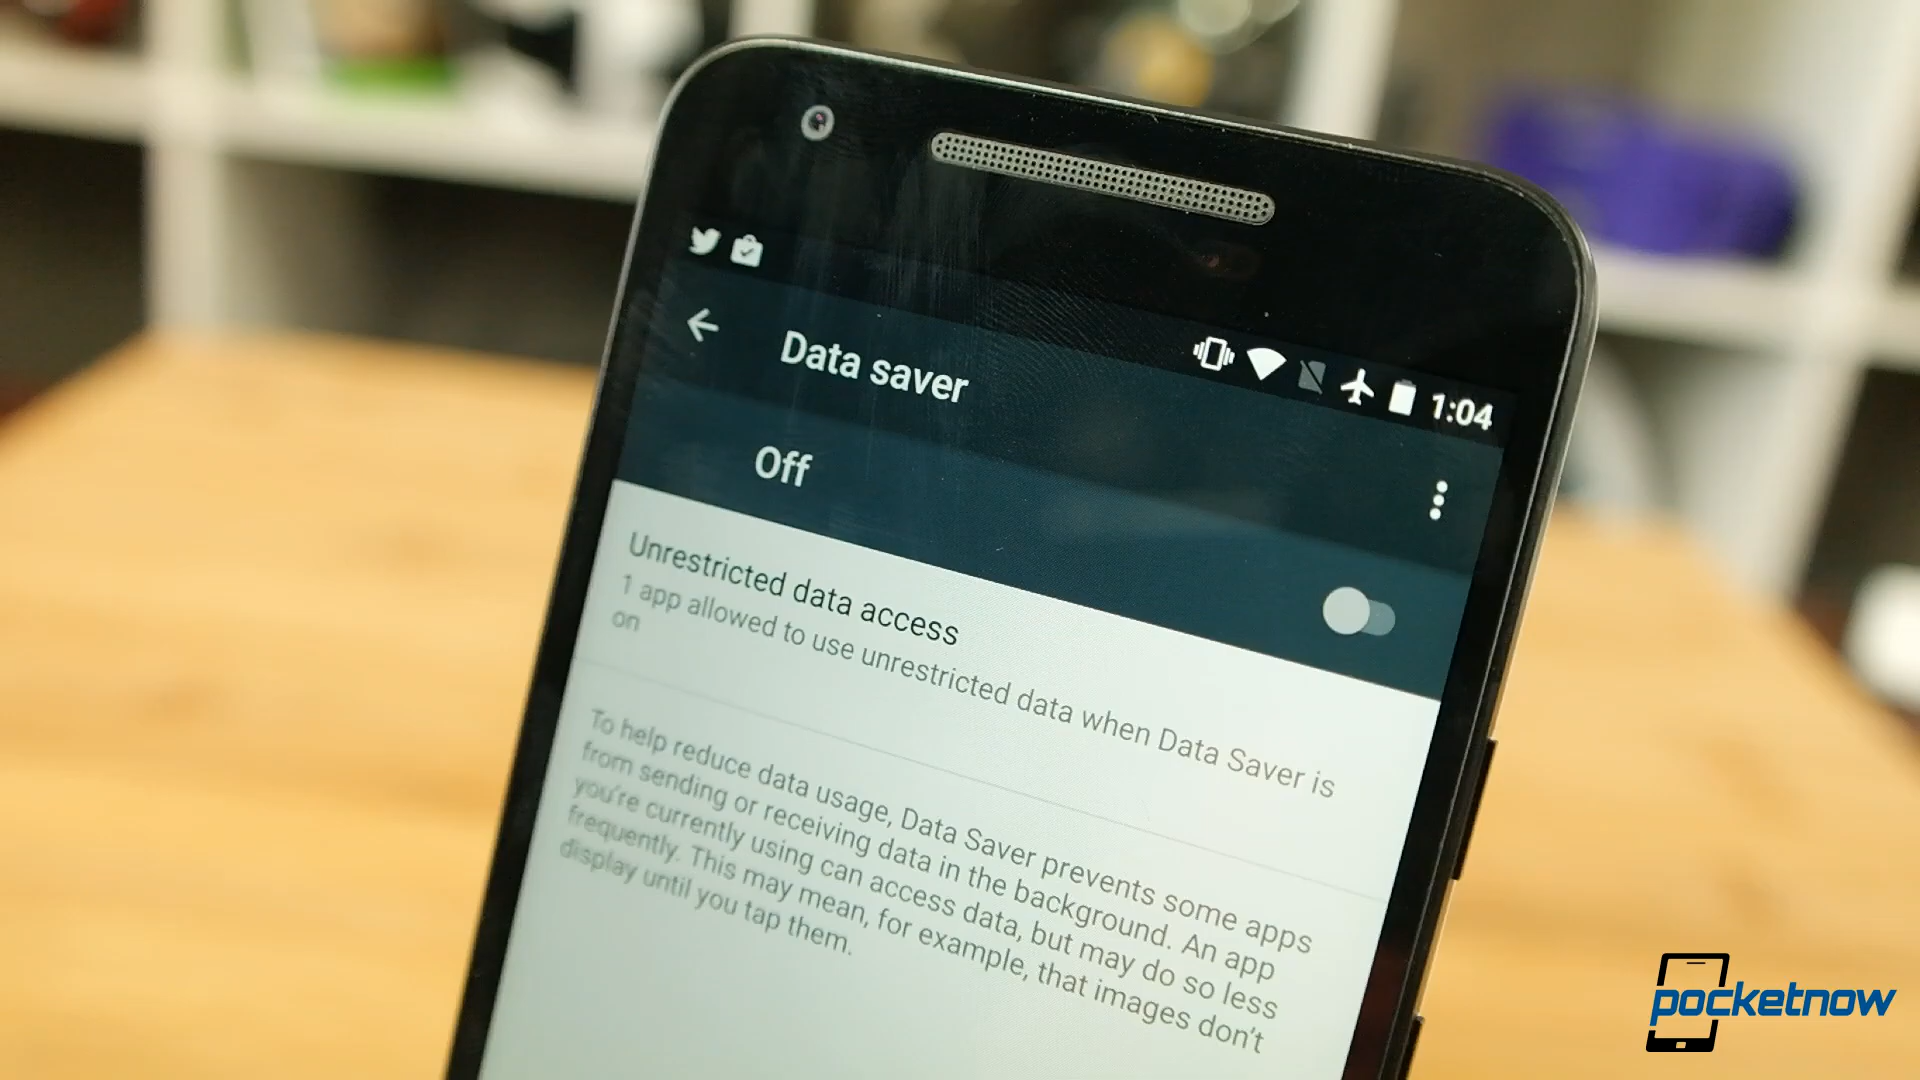 1:04
Data saver
Off
Unrestricted data access
1 app allowed to use unrestricted data when Data Saver is
on
To help reduce data usage, Data Saver prevents some apps
from sending or receiving data in the background. An app
you're currently using can access data, but may do so less
frequently. This may mean, for example, that images don't
display until you tap them.
pocketnow